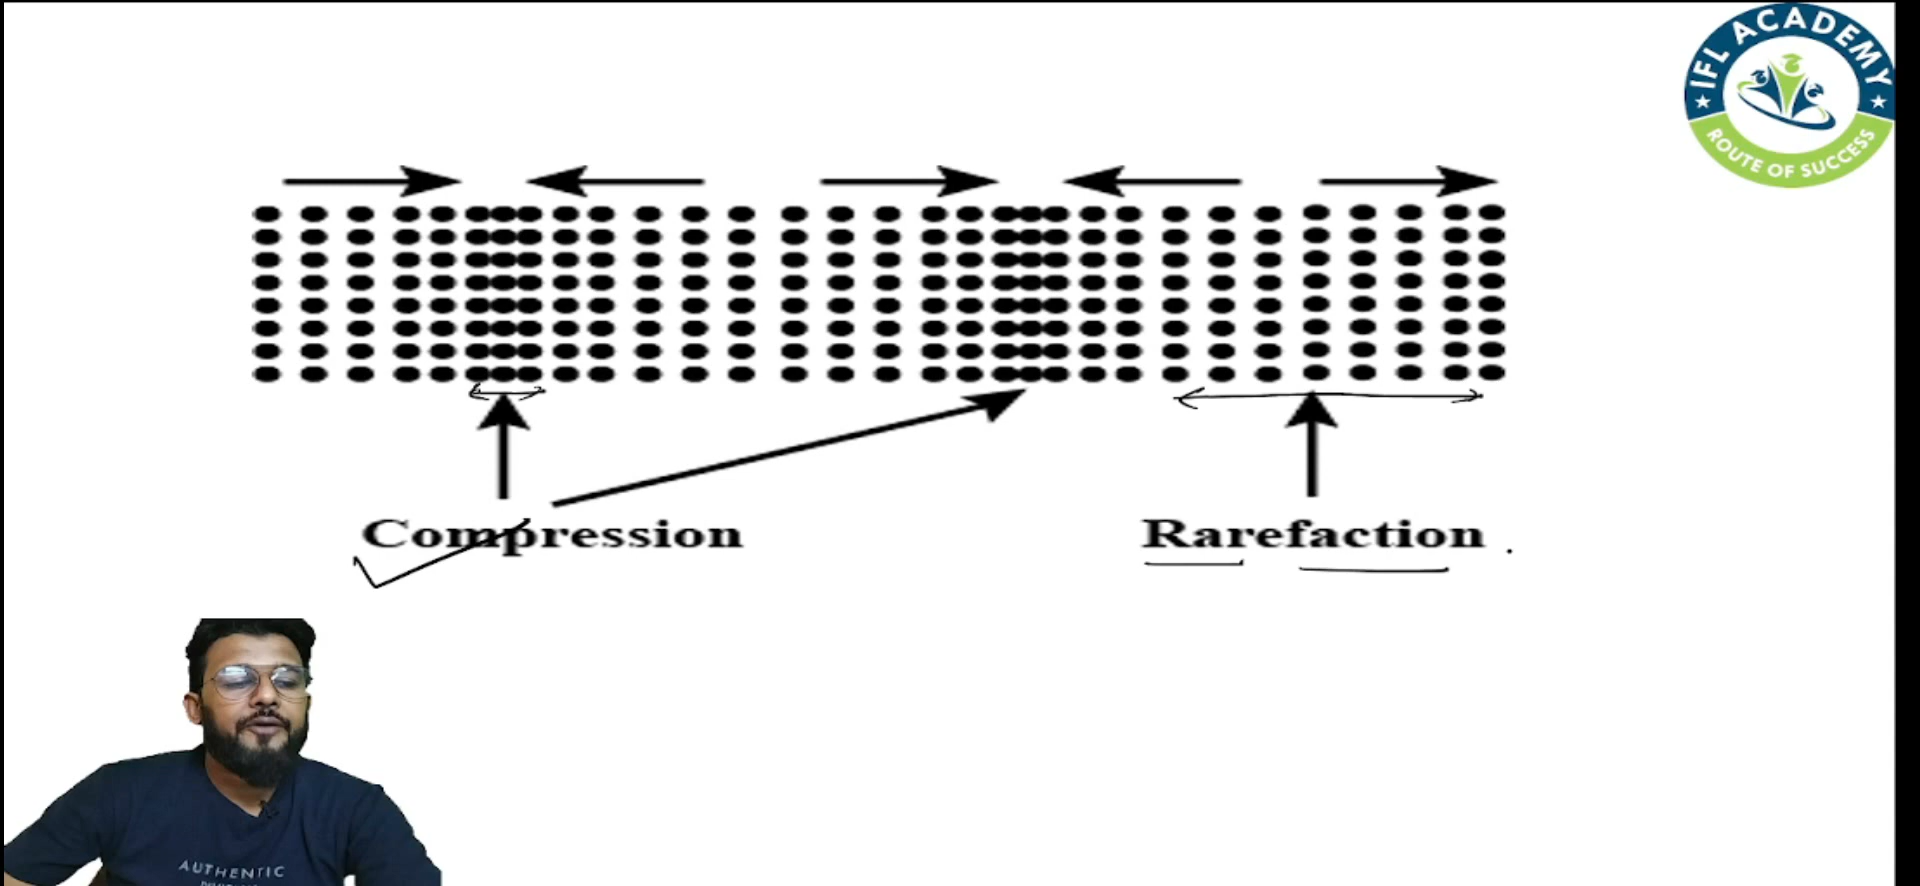 IFL ACADEMY
ROUTE OF SUCCESS
Compression
Rarefaction
AUTHENTIC